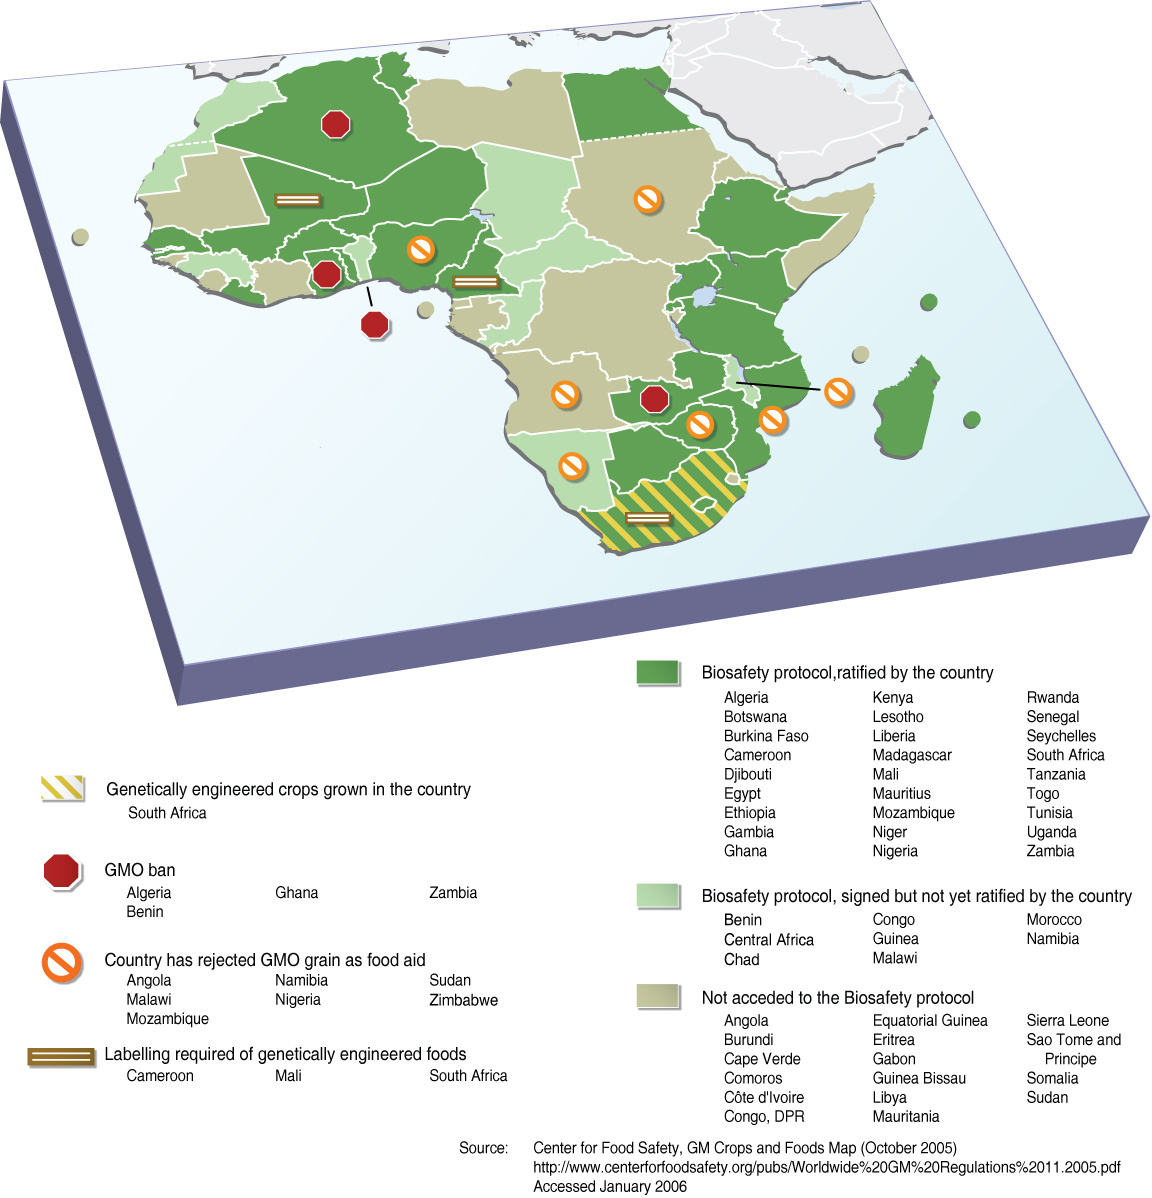 Genetically engineered crops grown in the country
South Africa
GMO ban
Algeria Ghana Zambia
Benin
Country has rejected GMO grain as food aid
Angola Namibia Sudan
Malawi Nigeria Zimbabwe
Mozambique
Labelling required of genetically engineered foods
Cameroon Mali South Africa
Biosafety protocol,ratified by the country
Algeria Kenya Rwanda
Botswana Lesotho Senegal
Burkina Faso Liberia Seychelles
Cameroon Madagascar South Africa
Djibouti Mali Tanzania
Egypt Mauritius Togo
Ethiopia Mozambique Tunisia
Gambia Niger Uganda
Ghana Nigeria Zambia
Biosafety protocol, signed but not yet ratified by the country
Benin Congo Morocco
Central Africa Guinea Namibia
Chad Malawi
Not acceded to the Biosafety protocol
Angola Equatorial Guinea Sierra Leone
Burundi Eritrea Sao Tome and
Cape Verde Gabon Principe
Comoros Guinea Bissau Somalia
Côte d'Ivoire Libya Sudan
Congo, DPR Mauritania
Source: Center for Food Safety, GM Crops and Foods Map (October 2005)
http://www.centerforfoodsafety.org/pubs/Worldwide%20GM%20Regulations%2011.2005.pdf
Accessed January 2006